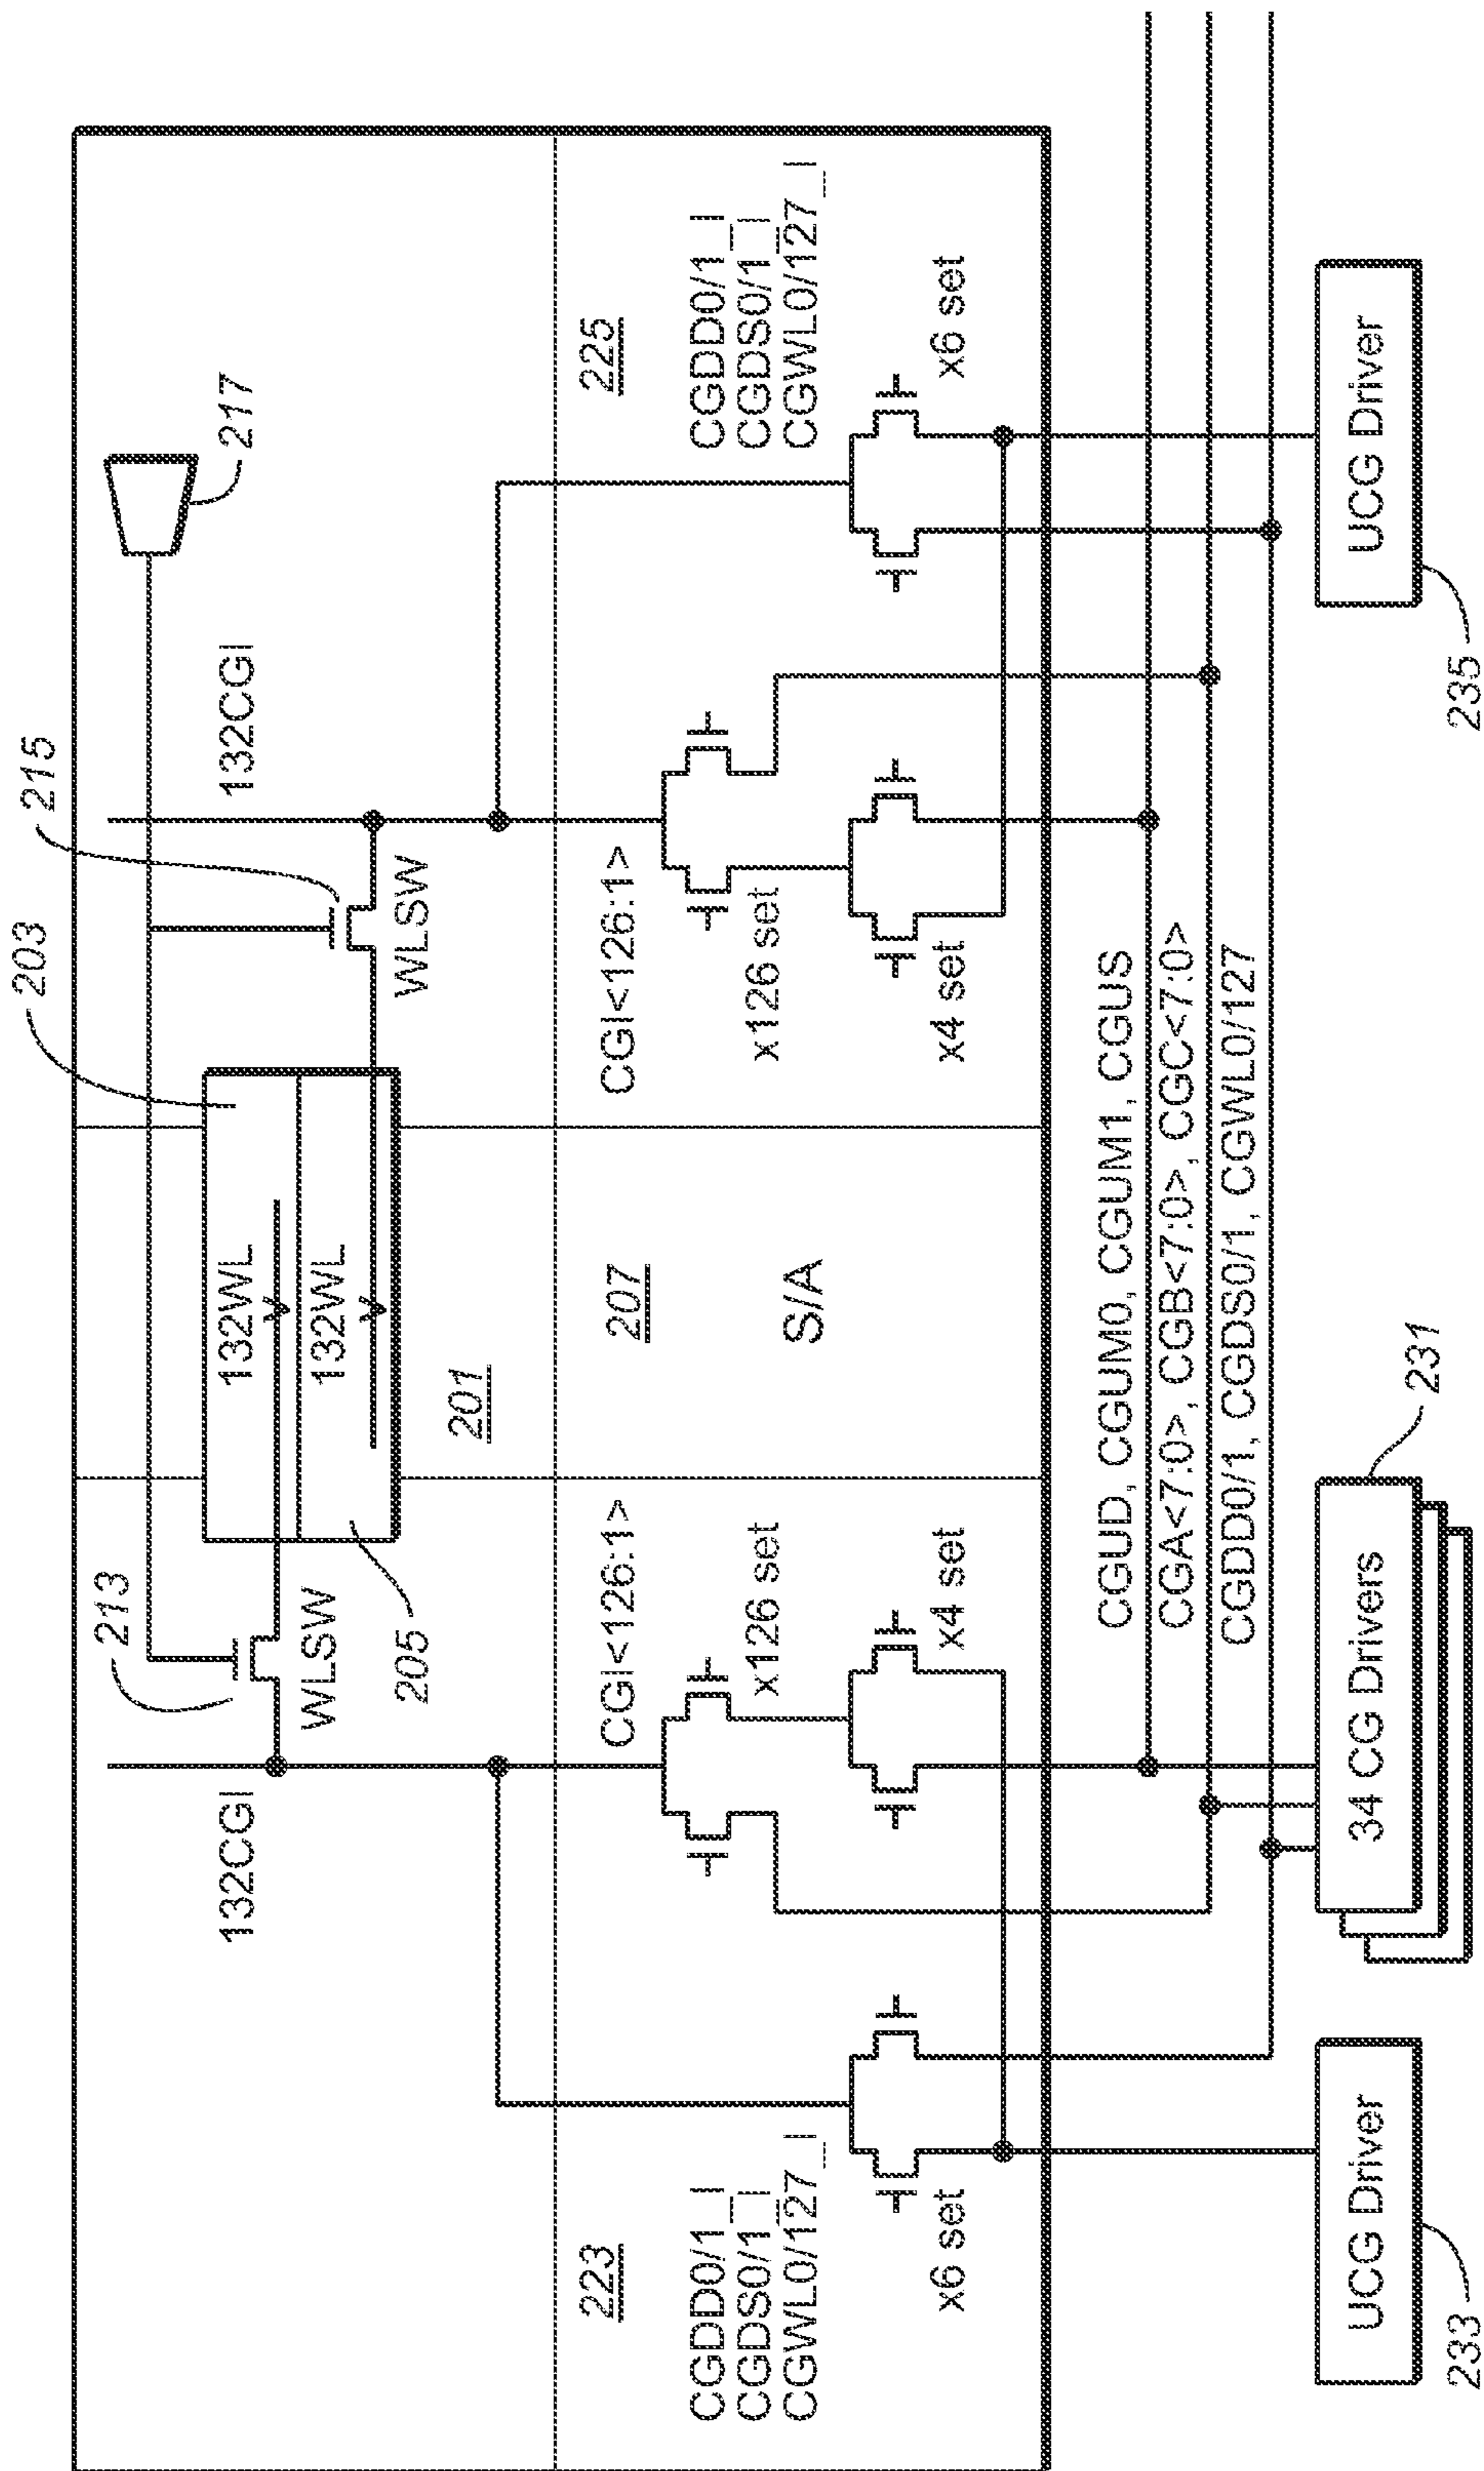 203
215
217
132CGI
132CGI
213
WLSW
132WL
132WL
WLSW
205
201
223
CGDD0/1_I
CGDS0/1_I
CGWL0/127_I
x6 set
CGI<126:1>
x126 set
x4 set
207
S/A
CGI<126:1>
x126 set
x4 set
225
CGDD0/1_I
CGDS0/1_I
CGWL0/127_I
x6 set
CGUD, CGUM0, CGUM1, CGUS
CGA<7:0>, CGB<7:0>, CGC<7:0>
CGDD0/1, CGDS0/1, CGWL0/127
UCG Driver
233
34 CG Drivers
231
UCG Driver
235